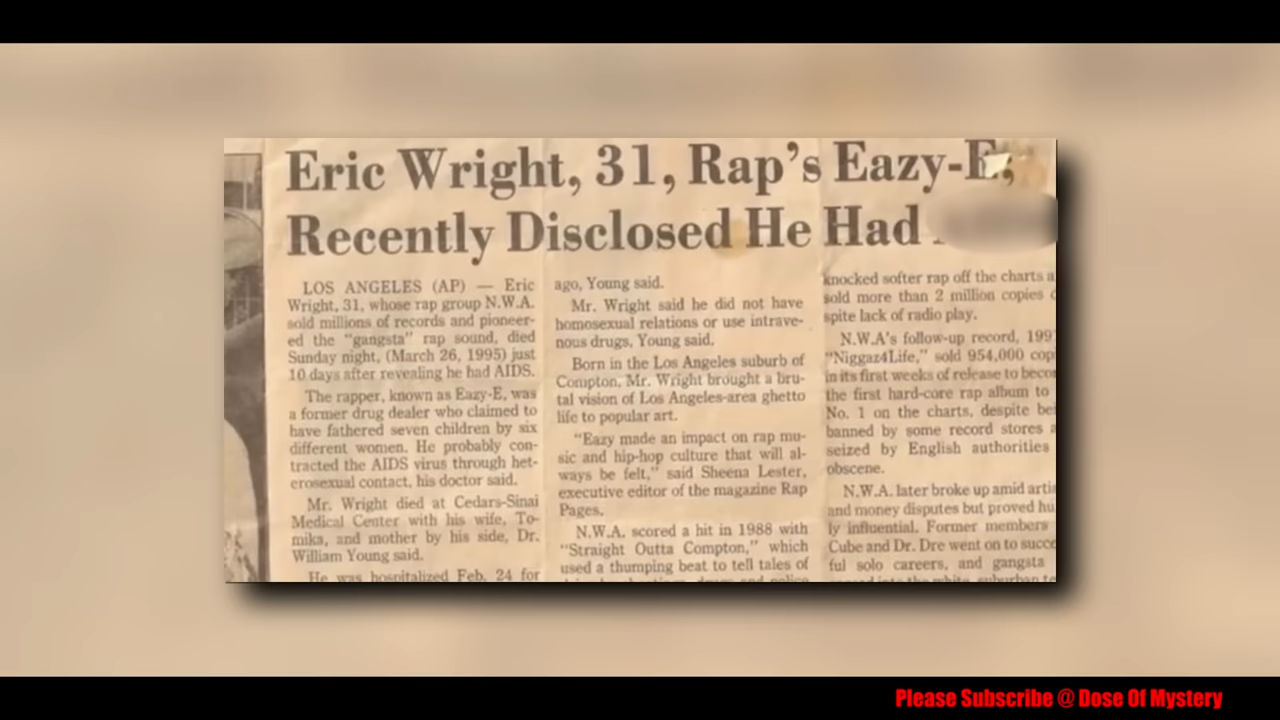 Eric Wright, 31, Rap's Eazy-E;
Recently Disclosed He Had
LOS ANGELES (AP) — Eric
Wright, 31, whose rap group N.W.A.
sold millions of records and pioneer-
ed the "gangsta" rap sound, died
Sunday night, (March 26, 1995) just
10 days after revealing he had AIDS.
The rapper, known as Eazy-E, was
a former drug dealer who claimed to
have fathered seven children by six
different women. He probably con-
tracted the AIDS virus through het-
erosexual contact, his doctor said.
Mr. Wright died at Cedars-Sinai
Medical Center with his wife, To-
mika, and mother by his side, Dr.
William Young said.
He was hospitalized Feb. 24 for
ago, Young said.
Mr. Wright said he did not have
homosexual relations or use intrave-
nous drugs, Young said.
Born in the Los Angeles suburb of
Compton, Mr. Wright brought a bru-
tal vision of Los Angeles-area ghetto
life to popular art.
"Eazy made an impact on rap mu-
sic and hip-hop culture that will al-
ways be felt," said Sheena Lester,
executive editor of the magazine Rap
Pages.
N.W.A. scored a hit in 1988 with
"Straight Outta Compton," which
used a thumping beat to tell tales of
knocked softer rap off the charts
sold more than 2 million copies
spite lack of radio play.
N.W.A's follow-up record, 199
"Niggaz4Life," sold 954,000 cop
in its first weeks of release to beco
the first hard-core rap album to
No. 1 on the charts, despite bei
banned by some record stores
seized by English authorities
obscene.
N.W.A. later broke up amid arti
and money disputes but proved hu
ly influential. Former members
Cube and Dr. Dre went on to succe
ful solo careers, and gangsta
Please Subscribe @ Dose Of Mystery